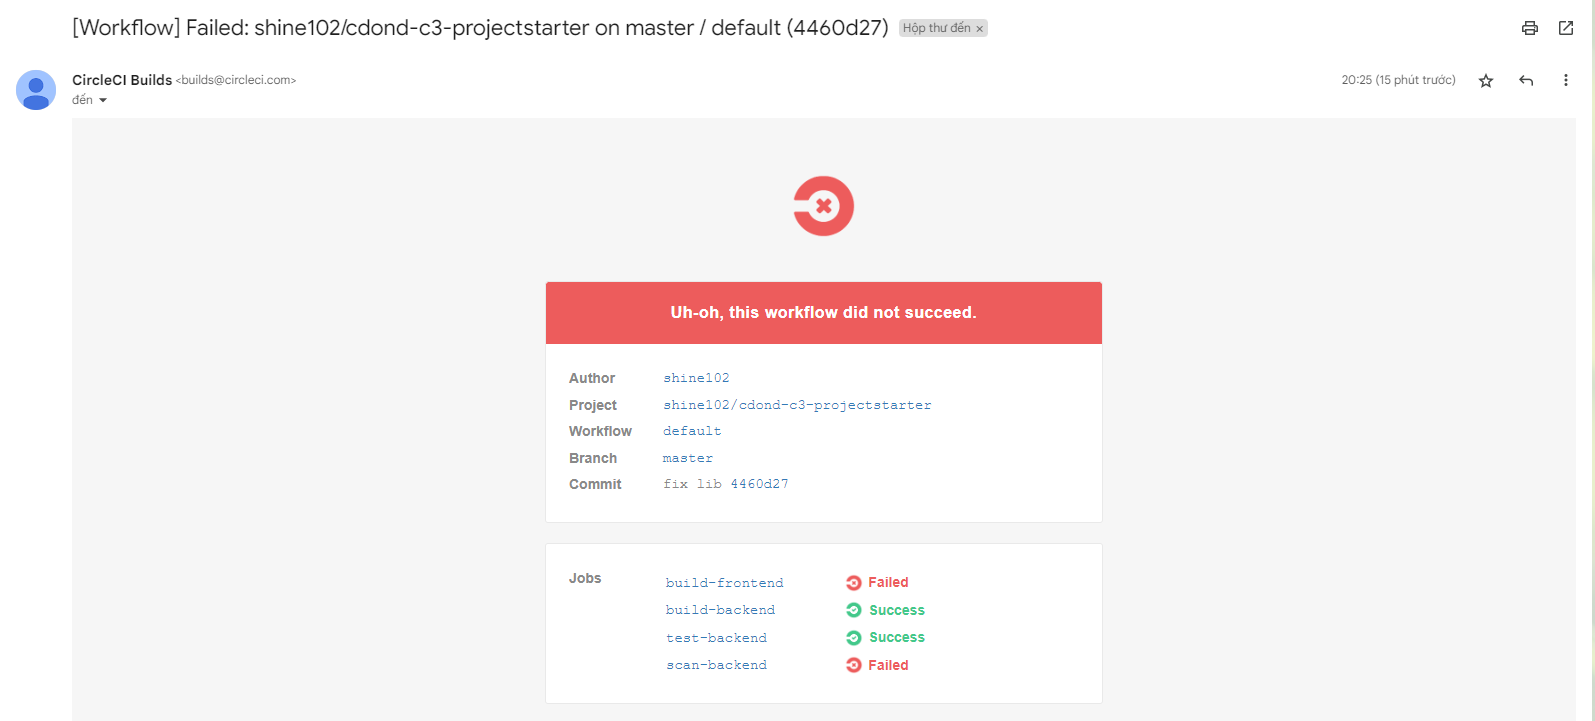 [Workflow] Failed: shine102/cdond-c3-projectstarter on master / default (4460d27) Hộp thư đến ×
CircleCI Builds <builds@circleci.com> 20:25 (15 phút trước)
đến
Uh-oh, this workflow did not succeed.
Author shine102
Project shine102/cdond-c3-projectstarter
Workflow default
Branch master
Commit fix lib 4460d27
Jobs
build-frontend Failed
build-backend Success
test-backend Success
scan-backend Failed